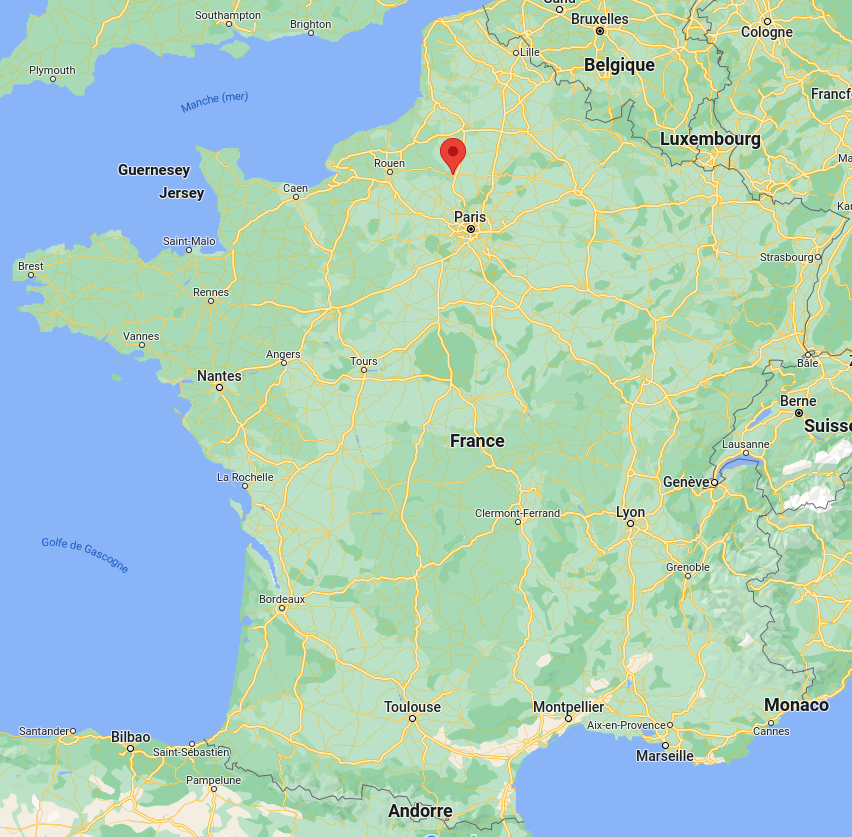 Southampton
Brighton
Bruxelles
Cologne
Lille
Plymouth
Belgique
Manche (mer)
Luxembourg
Rouen
Guernesey
Jersey
Caen
Paris
Saint-Malo
Strasbourg
Brest
Rennes
Vannes
Angers
Tours
Bâle
Nantes
Berne
Suisse
France
Lausanne
La Rochelle
Genève
Clermont-Ferrand
Lyon
Golfe de Gascogne
Grenoble
Bordeaux
Toulouse
Montpellier
Monaco
Aix-en-Provence
Cannes
Santander
Bilbao
Saint-Sébastien
Marseille
Pampelune
Andorre